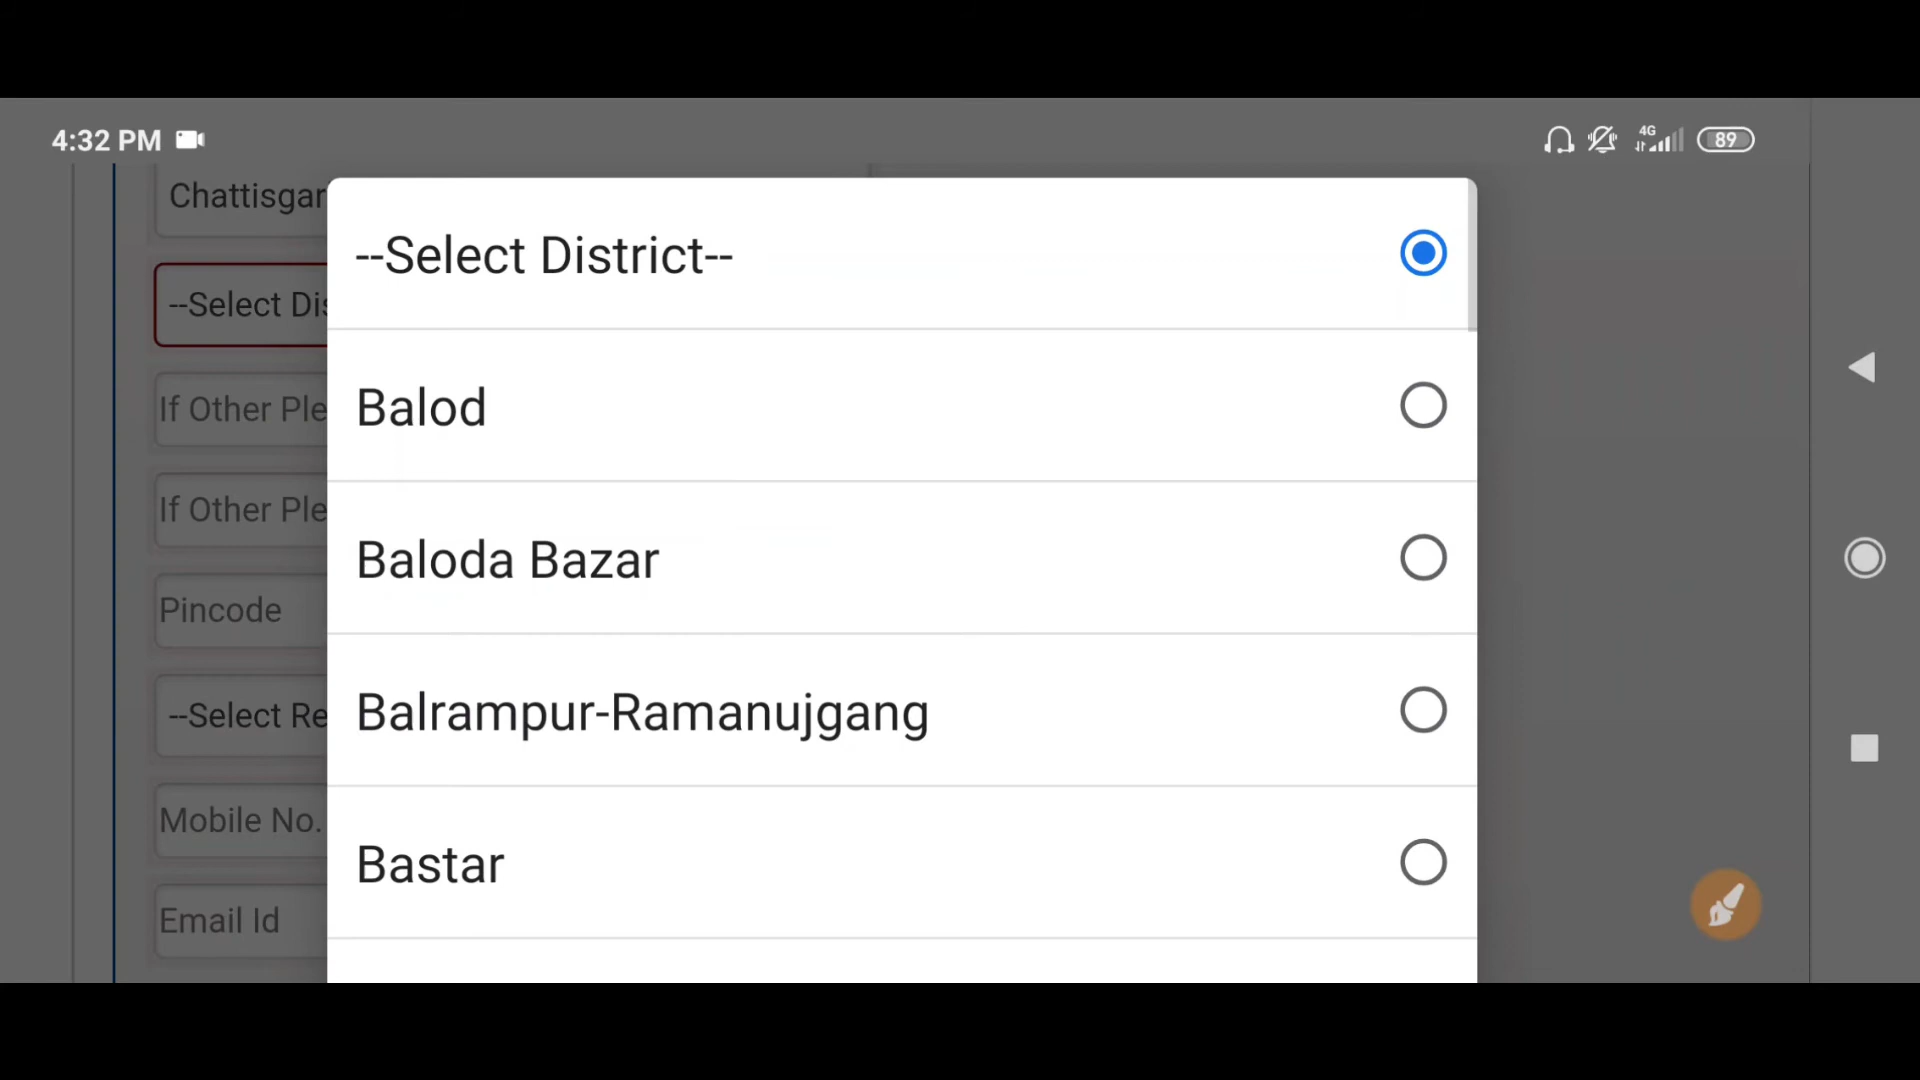 4:32 PM
4G
89
Chattisgar
--Select Dis
If Other Ple
If Other Ple
Pincode
--Select Re
Mobile No.
Email Id
--Select District--
Balod
Baloda Bazar
Balrampur-Ramanujgang
Bastar